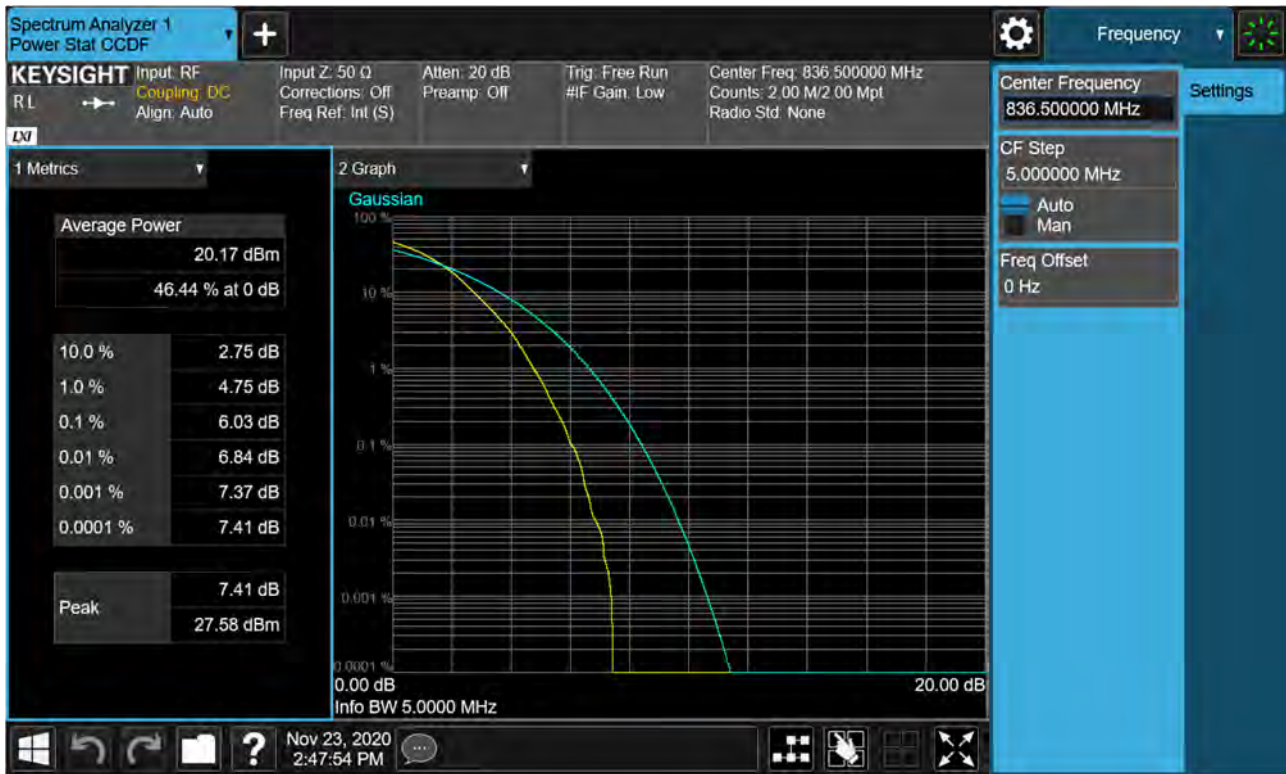 Spectrum Analyzer 1
Power Stat CCDF
+
Frequency
KEYSIGHT
RL
LXI
Input: RF
Coupling: DC
Align: Auto
Input Z: 50 Ω
Corrections: Off
Freq Ref: Int (S)
Atten: 20 dB
Preamp: Off
Trig: Free Run
#IF Gain: Low
Center Freq: 836.500000 MHz
Counts: 2.00 M/2.00 Mpt
Radio Std: None
Center Frequency
836.500000 MHz
Settings
CF Step
5.000000 MHz
Auto
Man
Freq Offset
0 Hz
1 Metrics
Average Power
20.17 dBm
46.44 % at 0 dB
10.0 % 2.75 dB
1.0 % 4.75 dB
0.1 % 6.03 dB
0.01 % 6.84 dB
0.001 % 7.37 dB
0.0001 % 7.41 dB
Peak
7.41 dB
27.58 dBm
2 Graph
Gaussian
100 %
10 %
1 %
0.1 %
0.01 %
0.001 %
0.0001 %
0.00 dB 20.00 dB
Info BW 5.0000 MHz
?
Nov 23, 2020
2:47:54 PM